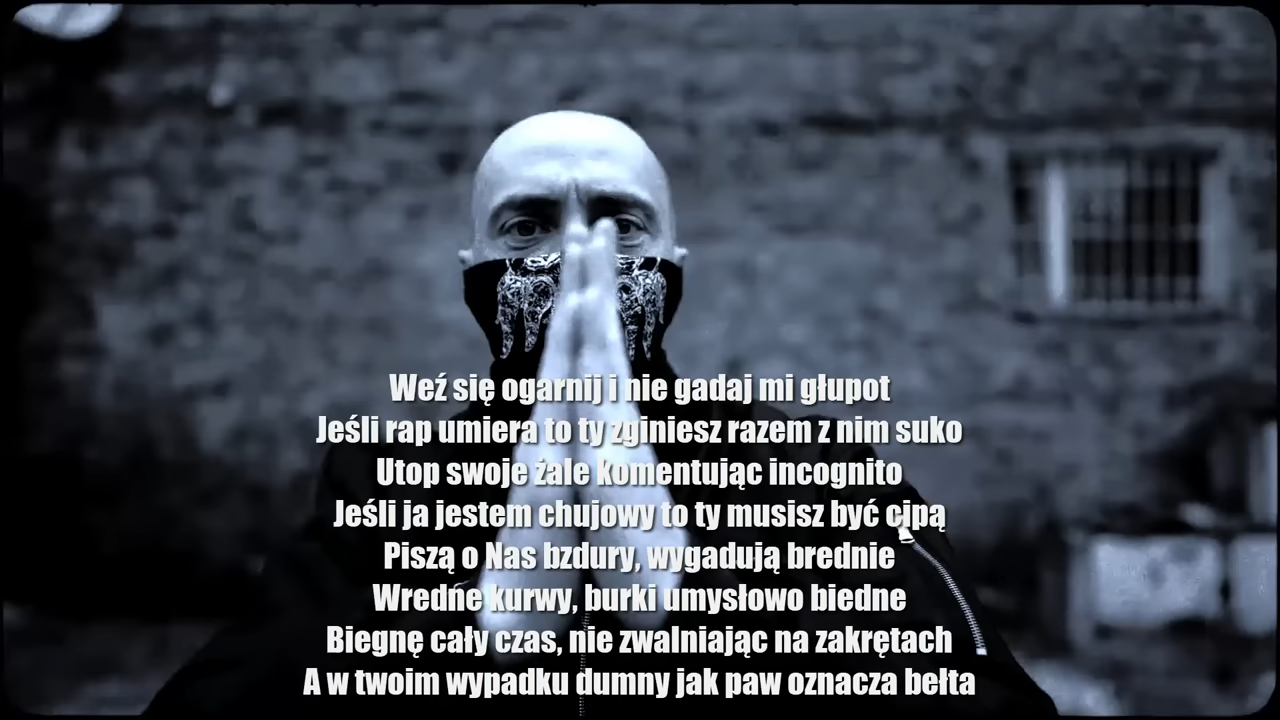 Weź się ogarnij i nie gadaj mi głupot
Jeśli rap umiera to ty zginiesz razem z nim suko
Utop swoje żale komentując incognito
Jeśli ja jestem chujowy to ty musisz być cipą
Piszą o Nas bzdury, wygadują brednie
Wredne kurwy, burki umysłowo biedne
Biegnę cały czas, nie zwalniając na zakrętach
A w twoim wypadku dumny jak paw oznacza bełta